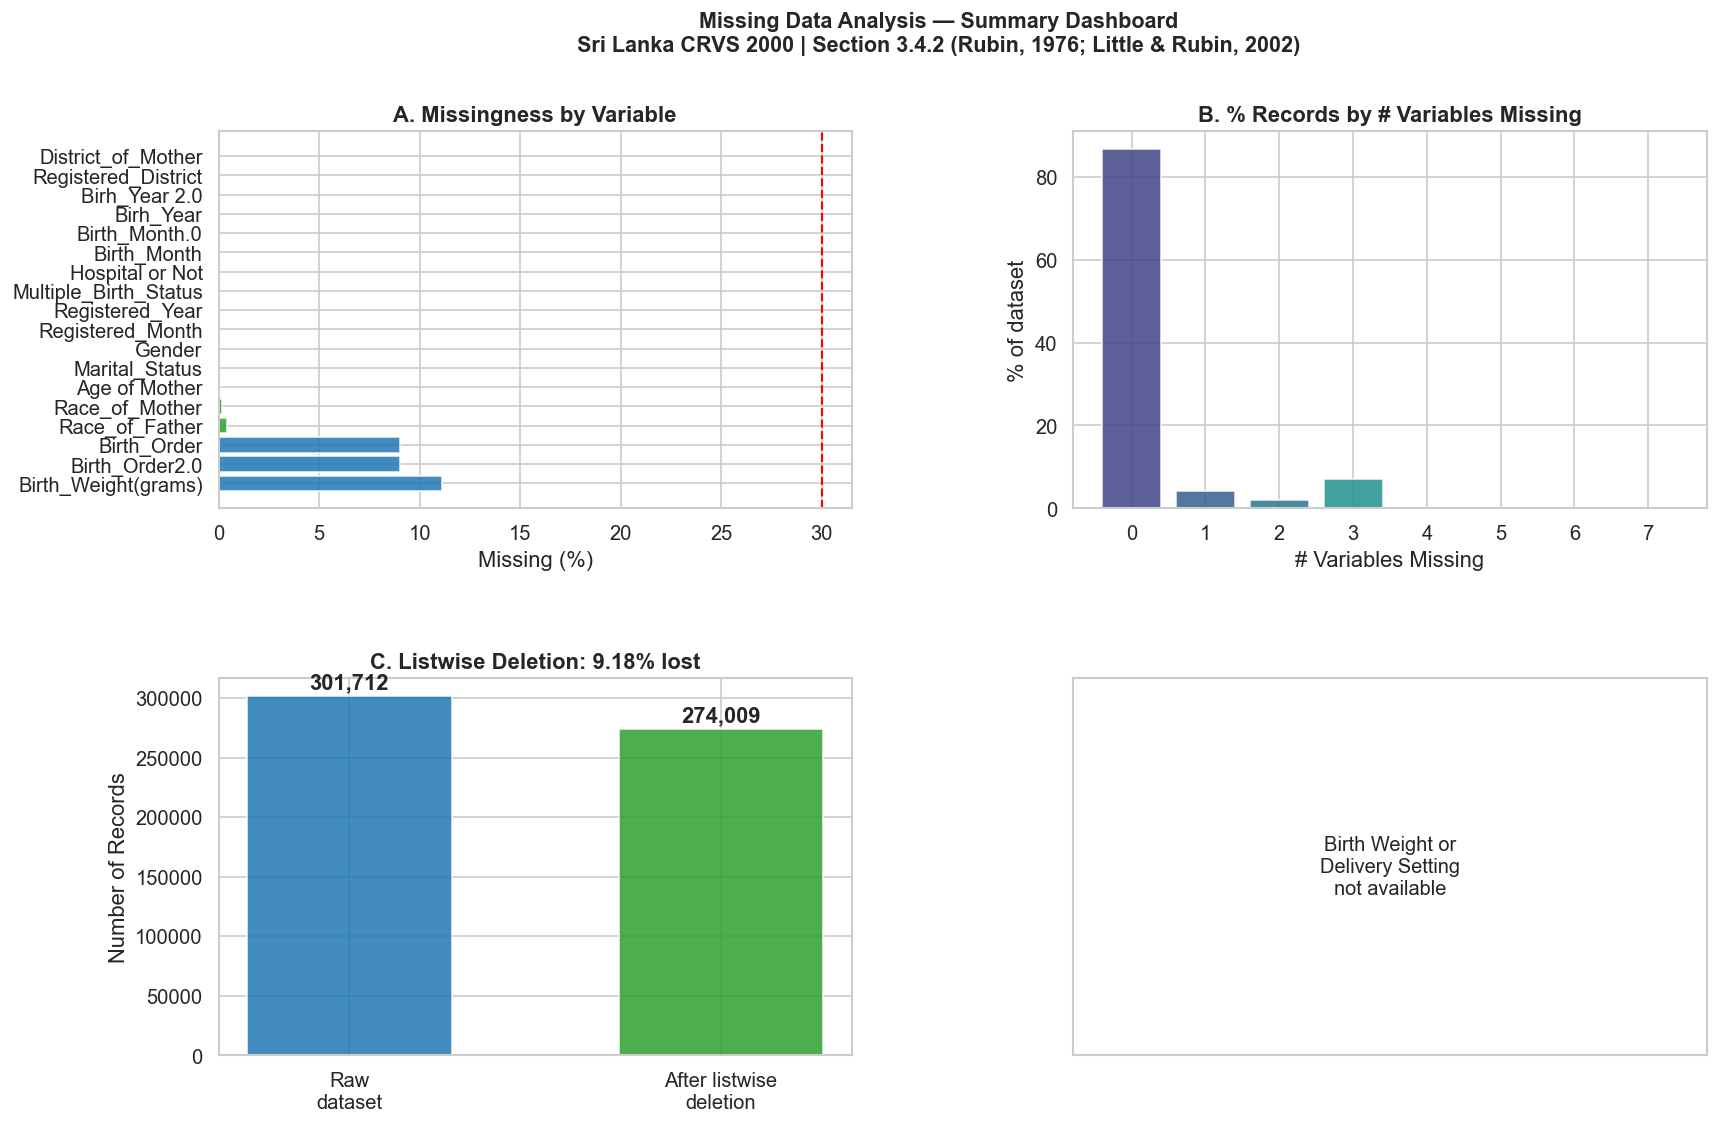 Missing Data Analysis — Summary Dashboard
Sri Lanka CRVS 2000 | Section 3.4.2 (Rubin, 1976; Little & Rubin, 2002)
A. Missingness by Variable
District_of_Mother
Registered_District
Birh_Year 2.0
Birh_Year
Birth_Month.0
Birth_Month
Hospital or Not
Multiple_Birth_Status
Registered_Year
Registered_Month
Gender
Marital_Status
Age of Mother
Race_of_Mother
Race_of_Father
Birth_Order
Birth_Order2.0
Birth_Weight(grams)
0 5 10 15 20 25 30
Missing (%)
B. % Records by # Variables Missing
% of dataset
80
60
40
20
0
0 1 2 3 4 5 6 7
# Variables Missing
C. Listwise Deletion: 9.18% lost
301,712
274,009
Number of Records
300000
250000
200000
150000
100000
50000
0
Raw
dataset
After listwise
deletion
Birth Weight or
Delivery Setting
not available